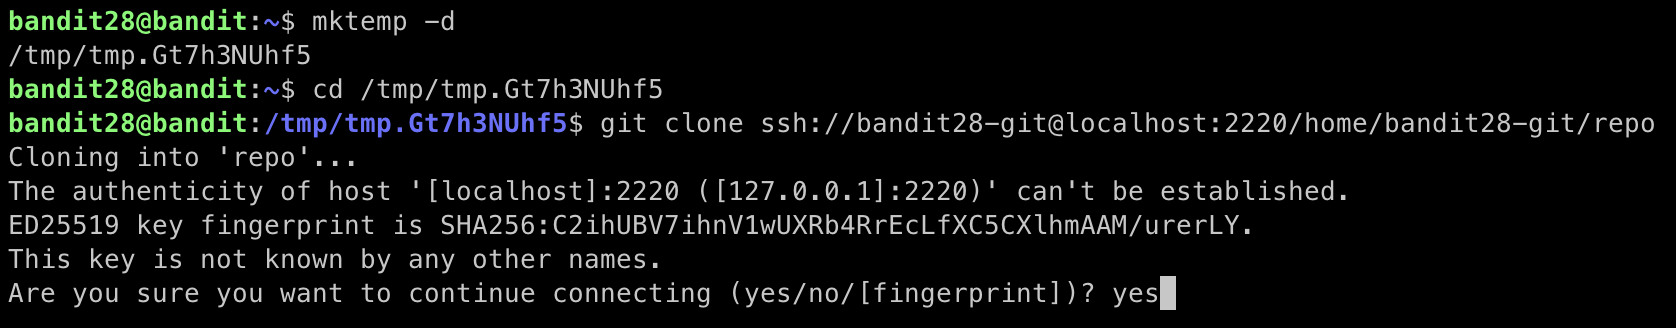 bandit28@bandit:~$ mktemp -d
/tmp/tmp.Gt7h3NUhf5
bandit28@bandit:~$ cd /tmp/tmp.Gt7h3NUhf5
bandit28@bandit:/tmp/tmp.Gt7h3NUhf5$ git clone ssh://bandit28-git@localhost:2220/home/bandit28-git/repo
Cloning into 'repo'...
The authenticity of host '[localhost]:2220 ([127.0.0.1]:2220)' can't be established.
ED25519 key fingerprint is SHA256:C2ihUBV7ihnV1wUXRb4RrEcLfXC5CXlhmAAM/urerLY.
This key is not known by any other names.
Are you sure you want to continue connecting (yes/no/[fingerprint])? yes